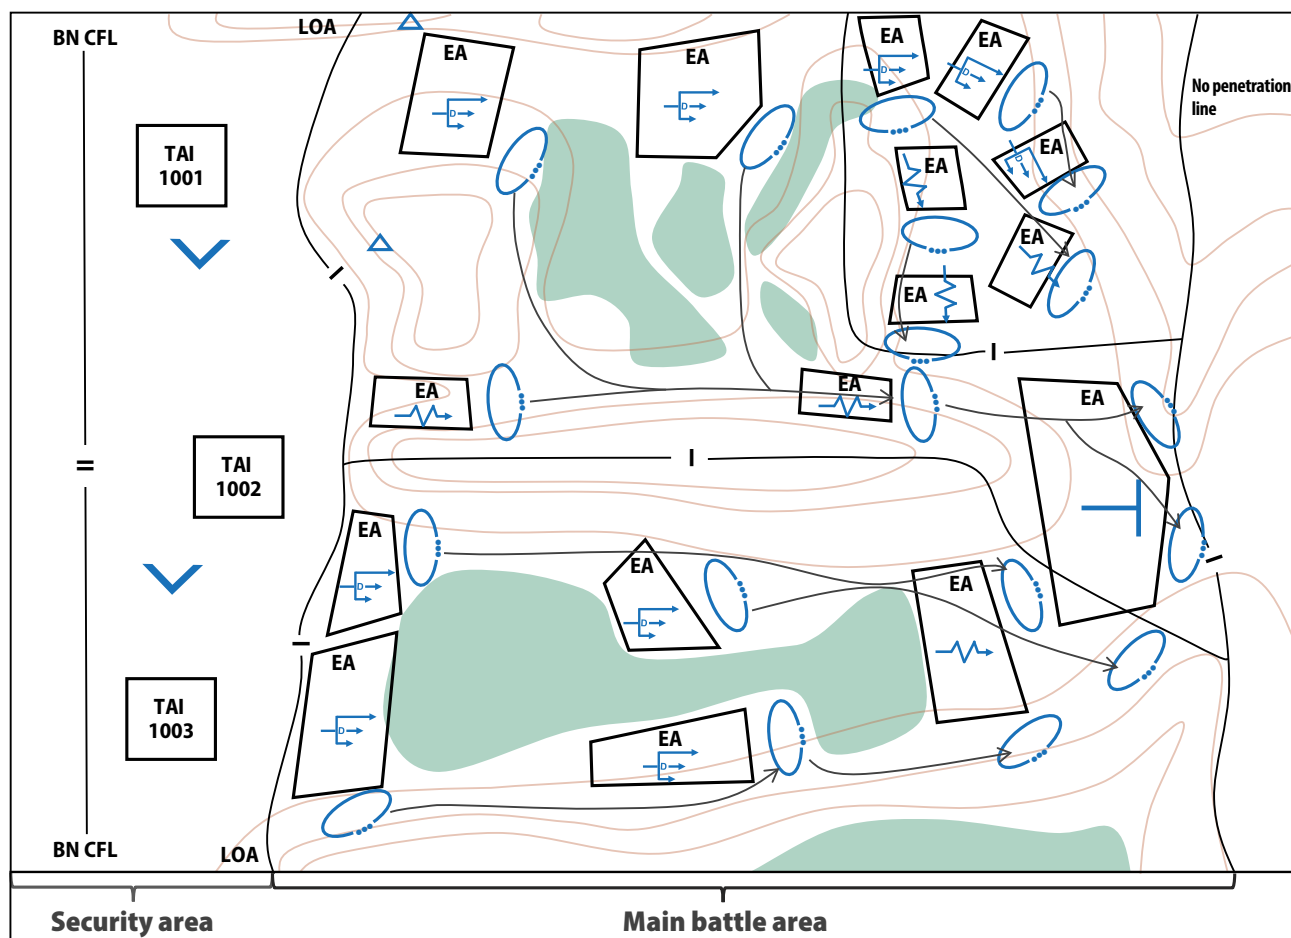 BN CFL
LOA
EA
D
EA
D
EA
D
EA
D
No penetration
line
TAI
1001
EA
D
EA
EA
EA
EA
EA
EA
I
I
I
=
TAI
1002
EA
D
EA
D
EA
I
I
EA
D
TAI
1003
EA
D
BN CFL
LOA
Security area
Main battle area